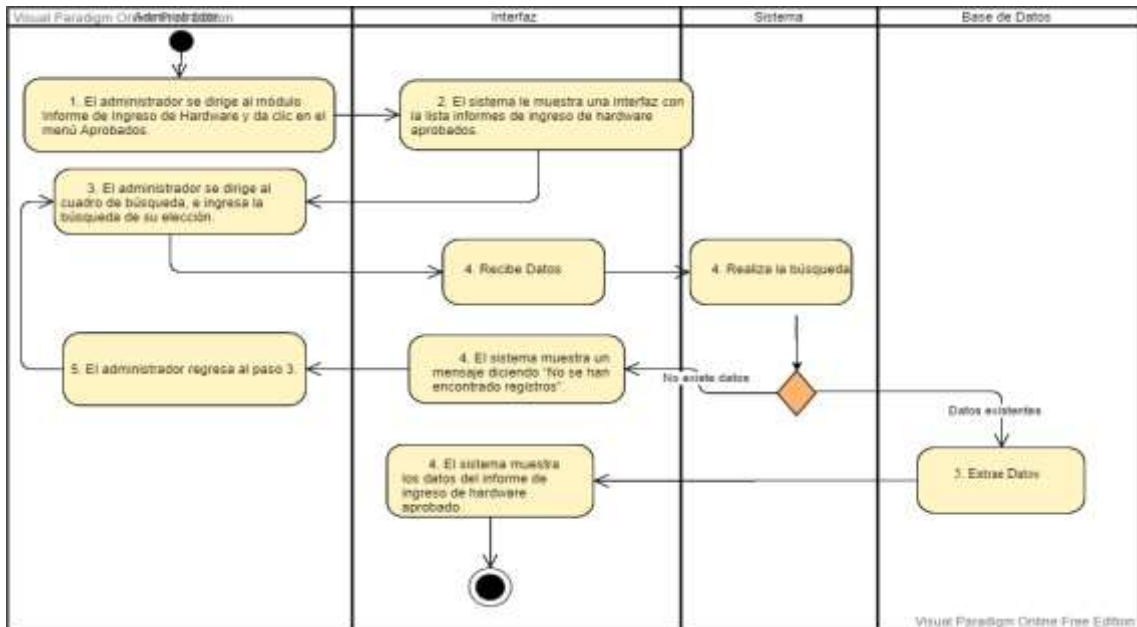 Visual Paradigm Online Free Edition
Administrador
Interfaz
Sistema
Base de Datos
1. El administrador se dirige al módulo
Informe de Ingreso de Hardware y da clic en el
menú Aprobados.
2. El sistema le muestra una interfaz con
la lista informes de ingreso de hardware
aprobados.
3. El administrador se dirige al
cuadro de búsqueda, e ingresa la
búsqueda de su elección.
4. Recibe Datos
4. Realiza la búsqueda
5. El administrador regresa al paso 3.
4. El sistema muestra un
mensaje diciendo "No se han
encontrado registros".
No existe datos
Datos existentes
4. El sistema muestra
los datos del informe de
ingreso de hardware
aprobado
3. Extrae Datos
Visual Paradigm Online Free Edition